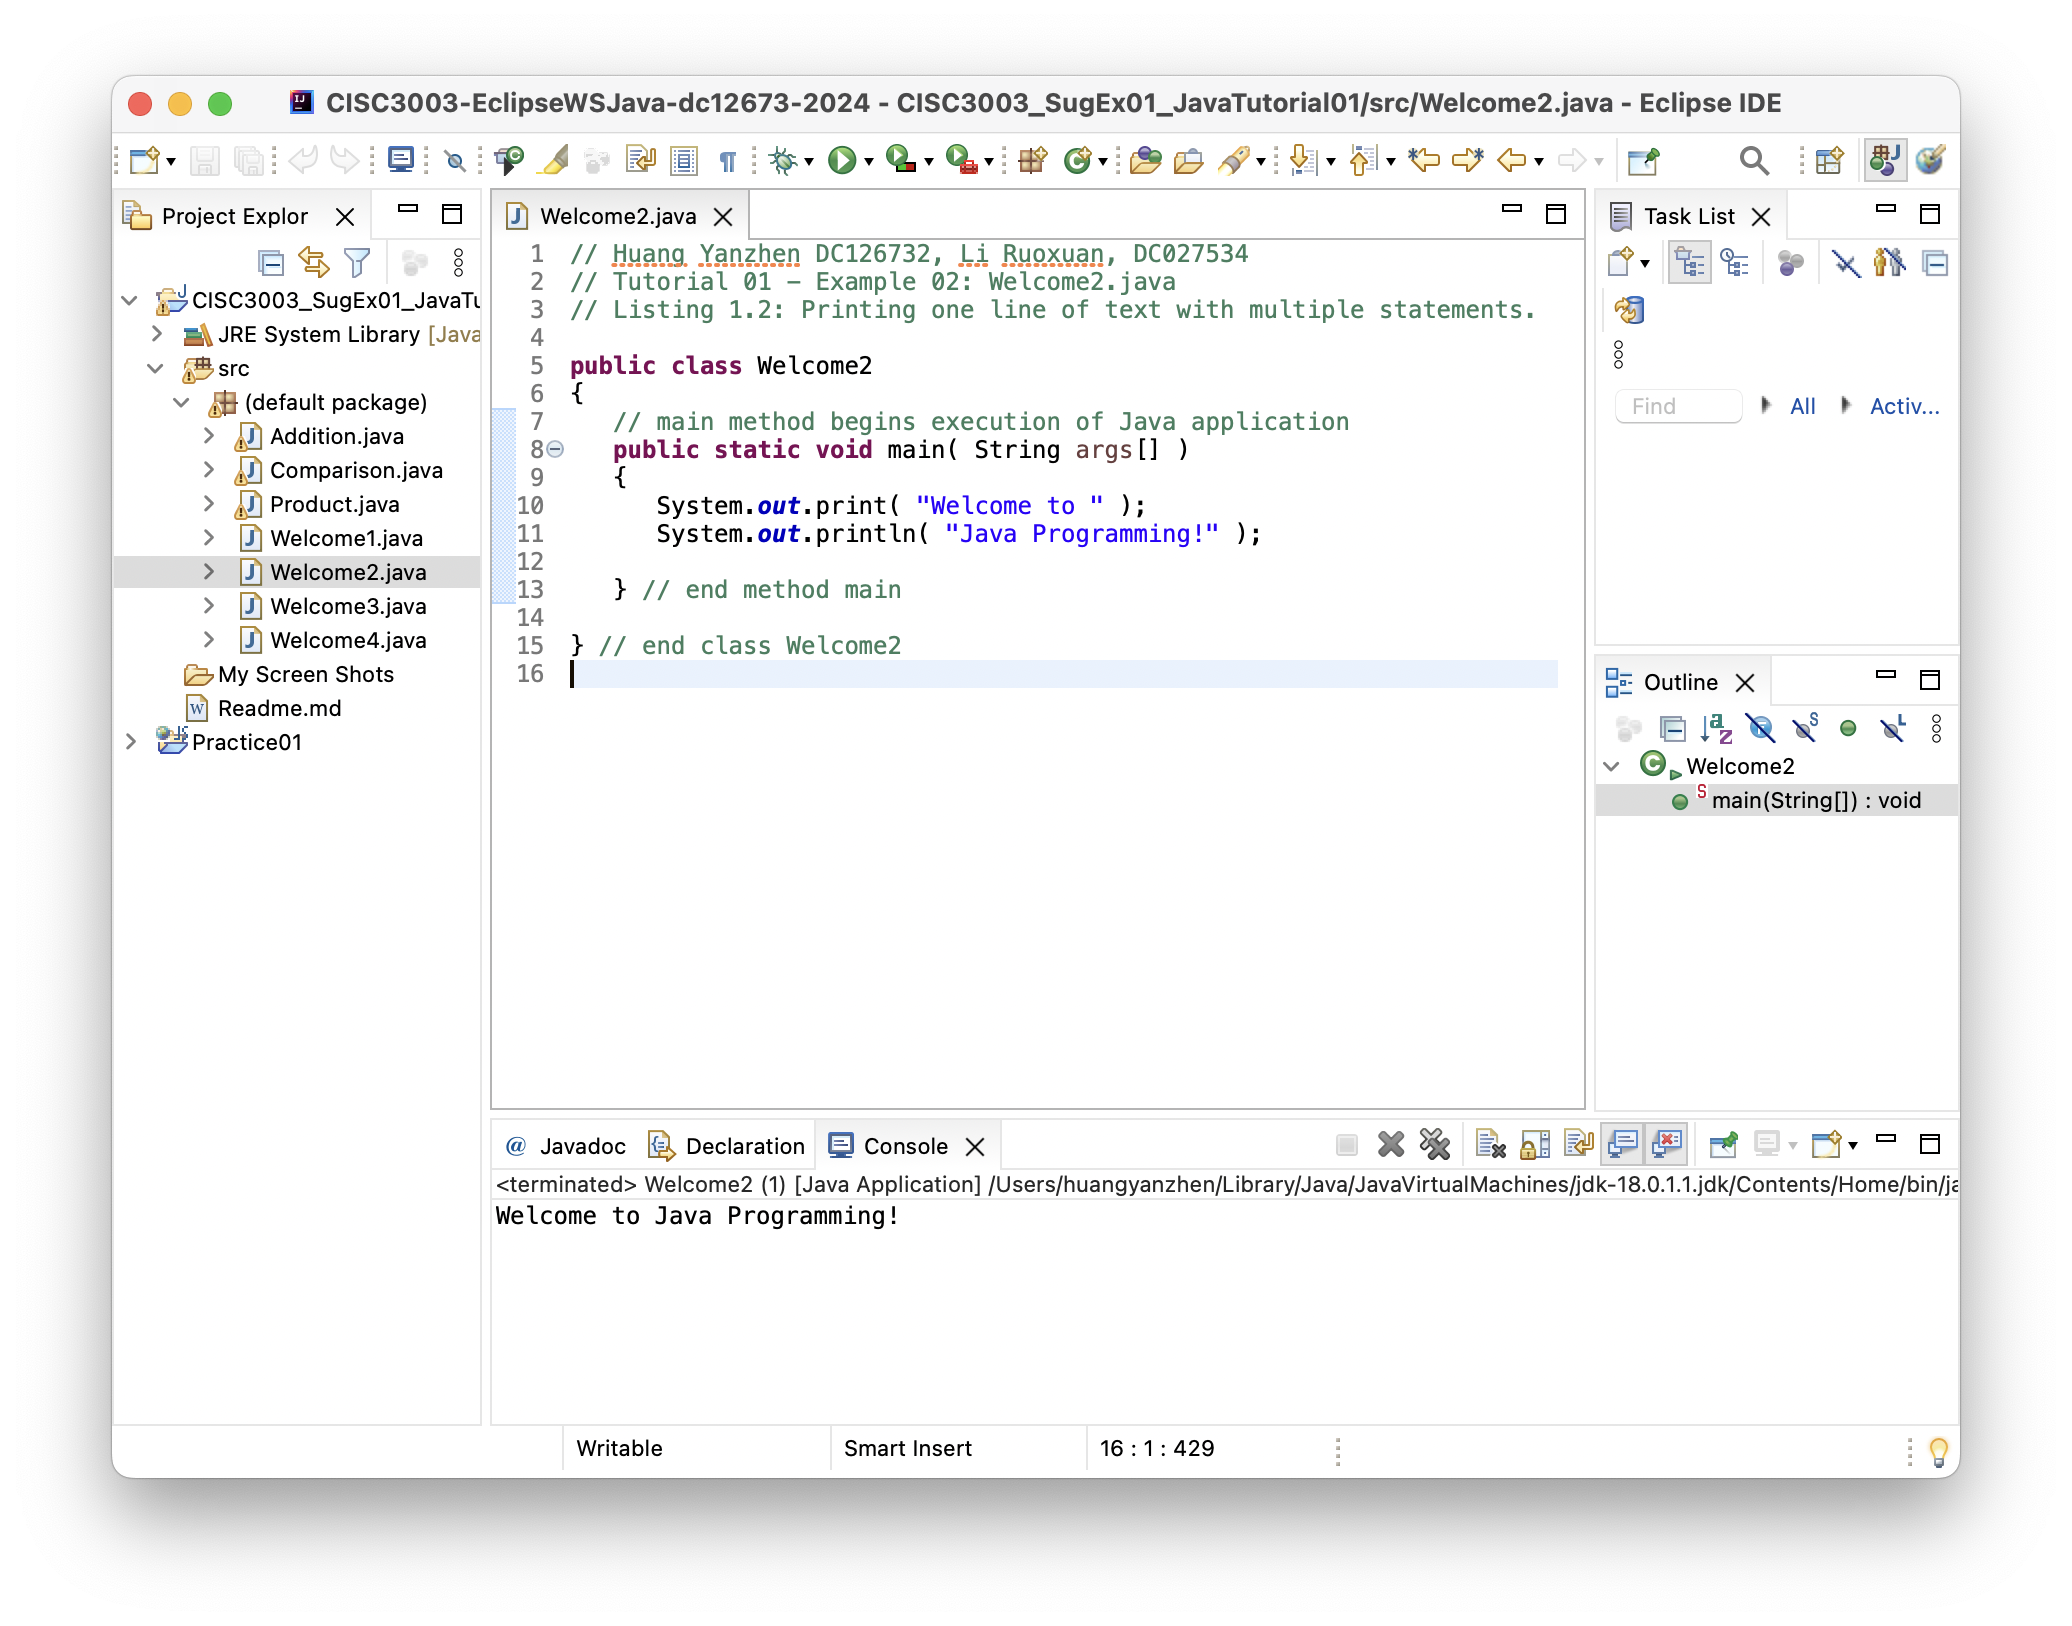 CISC3003-EclipseWSJava-dc12673-2024 - CISC3003_SugEx01_JavaTutorial01/src/Welcome2.java - Eclipse IDE
Project Explor
CISC3003_SugEx01_JavaTu
JRE System Library [Java
src
(default package)
Addition.java
Comparison.java
Product.java
Welcome1.java
Welcome2.java
Welcome3.java
Welcome4.java
My Screen Shots
Readme.md
Practice01
Welcome2.java
1 // Huang Yanzhen DC126732, Li Ruoxuan, DC027534
2 // Tutorial 01 – Example 02: Welcome2.java
3 // Listing 1.2: Printing one line of text with multiple statements.
4
5 public class Welcome2
6 {
7 // main method begins execution of Java application
8 public static void main( String args[] )
9 {
10 System.out.print( "Welcome to " );
11 System.out.println( "Java Programming!" );
12
13 } // end method main
14
15 } // end class Welcome2
16
Task List
Find All Activ...
Outline
Welcome2
main(String[]) : void
@ Javadoc Declaration Console
<terminated> Welcome2 (1) [Java Application] /Users/huangyanzhen/Library/Java/JavaVirtualMachines/jdk-18.0.1.1.jdk/Contents/Home/bin/ja
Welcome to Java Programming!
Writable Smart Insert 16 : 1 : 429